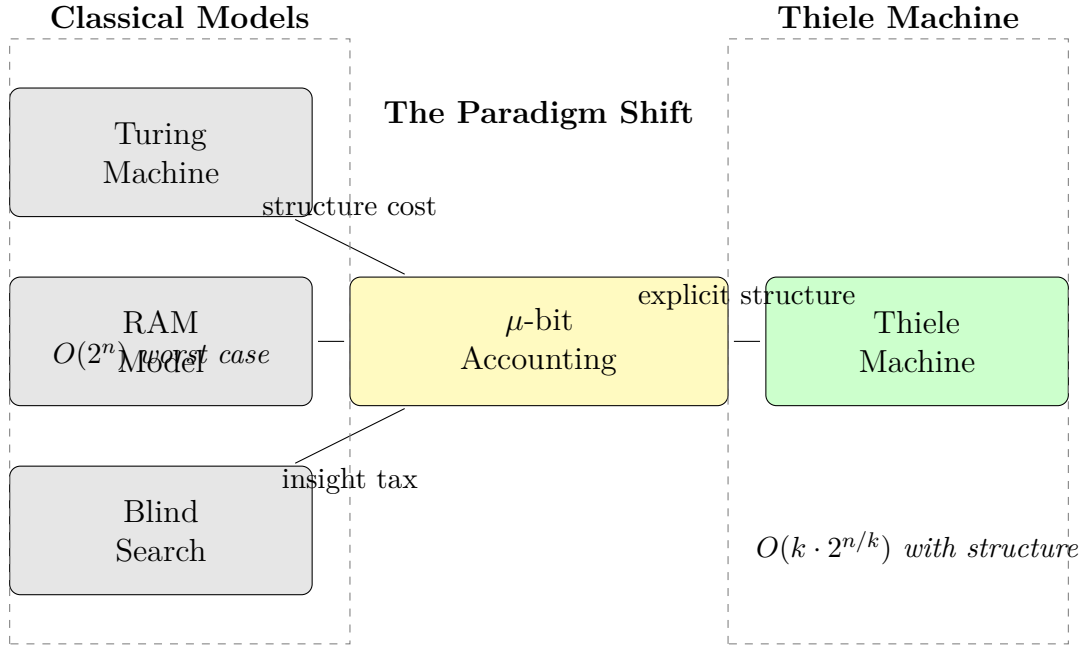 Classical Models
Thiele Machine
The Paradigm Shift
Turing
Machine
structure cost
RAM
Model
O(2ⁿ) worst case
μ-bit
Accounting
explicit structure
Thiele
Machine
insight tax
Blind
Search
O(k · 2^{n/k}) with structure